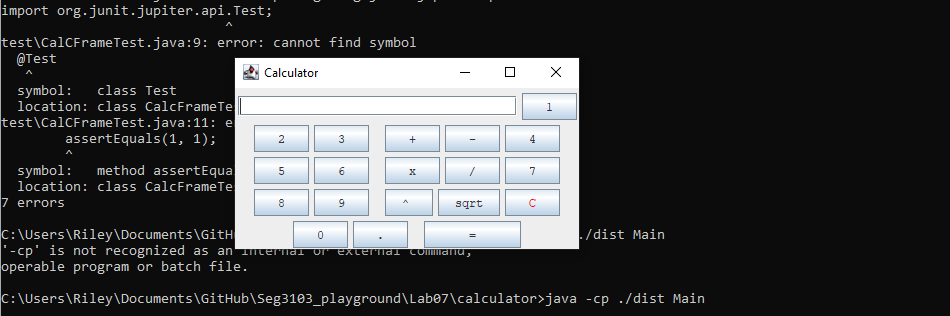 import org.junit.jupiter.api.Test;
^
test\CalCFrameTest.java:9: error: cannot find symbol
@Test
^
symbol: class Test
location: class CalcFrameTe
test\CalCFrameTest.java:11: e
assertEquals(1, 1);
^
symbol: method assertEqua
location: class CalcFrameTe
7 errors
C:\Users\Riley\Documents\GitH
./dist Main
'-cp' is not recognized as an internal or external command,
operable program or batch file.
C:\Users\Riley\Documents\GitHub\Seg3103_playground\Lab07\calculator>java -cp ./dist Main
Calculator
1
2 3 + - 4
5 6 x / 7
8 9 ^ sqrt C
0 . =